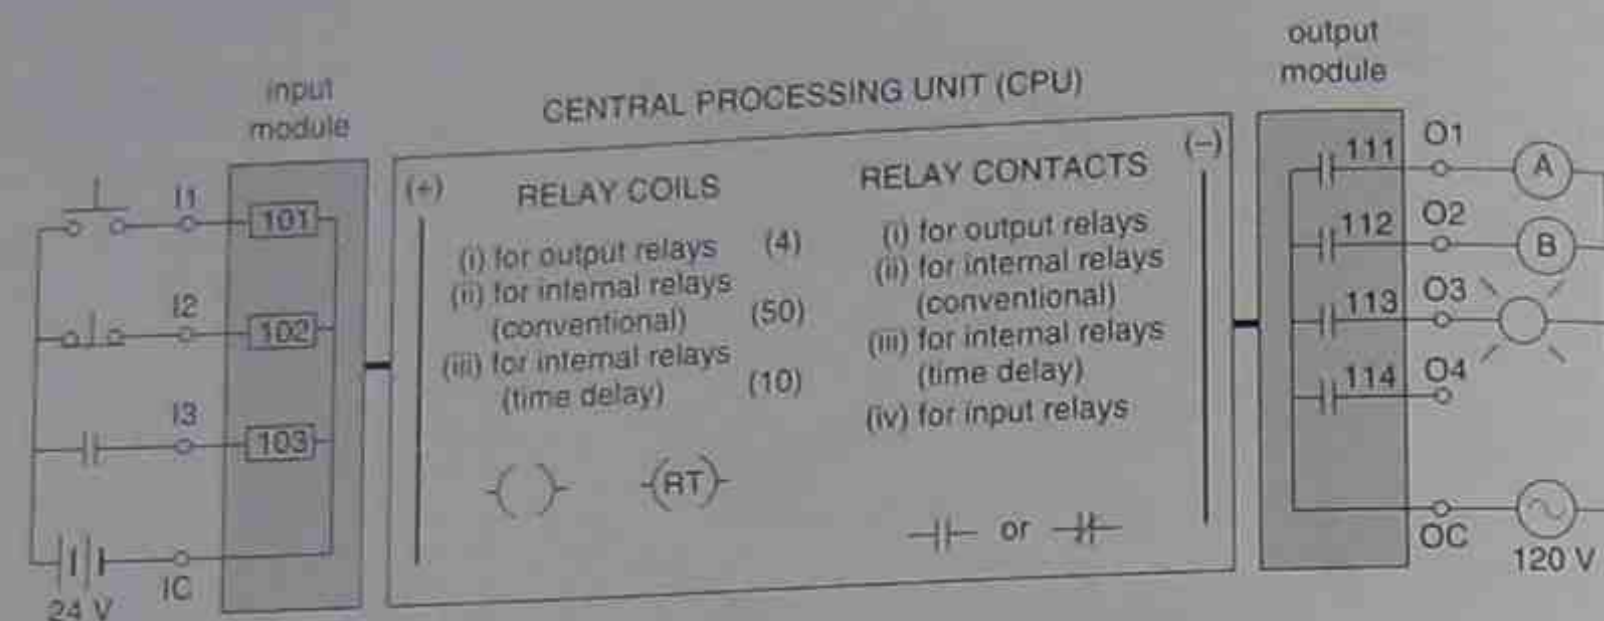 input
module
CENTRAL PROCESSING UNIT (CPU)
output
module
I1
101
I2
102
I3
103
IC
24 V
(+)
RELAY COILS
(i) for output relays (4)
(ii) for internal relays
(conventional) (50)
(iii) for internal relays
(time delay) (10)
(RT)
RELAY CONTACTS
(−)
(i) for output relays
(ii) for internal relays
(conventional)
(iii) for internal relays
(time delay)
(iv) for input relays
or
111 O1 A
112 O2 B
113 O3
114 O4
OC
120 V